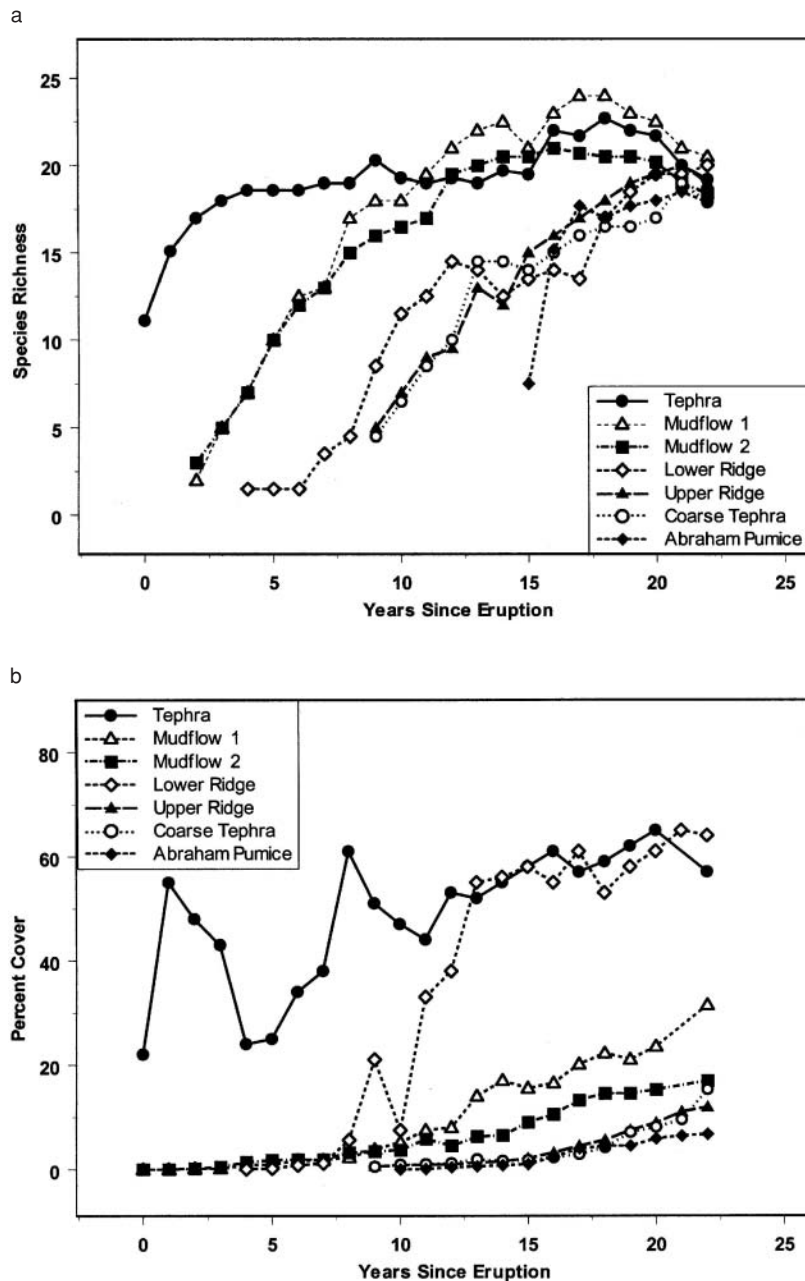 a
25
20
15
10
5
0
Species Richness
Tephra
Mudflow 1
Mudflow 2
Lower Ridge
Upper Ridge
Coarse Tephra
Abraham Pumice
0 5 10 15 20 25
Years Since Eruption
b
Tephra
Mudflow 1
Mudflow 2
Lower Ridge
Upper Ridge
Coarse Tephra
Abraham Pumice
80
60
40
20
0
Percent Cover
0 5 10 15 20 25
Years Since Eruption